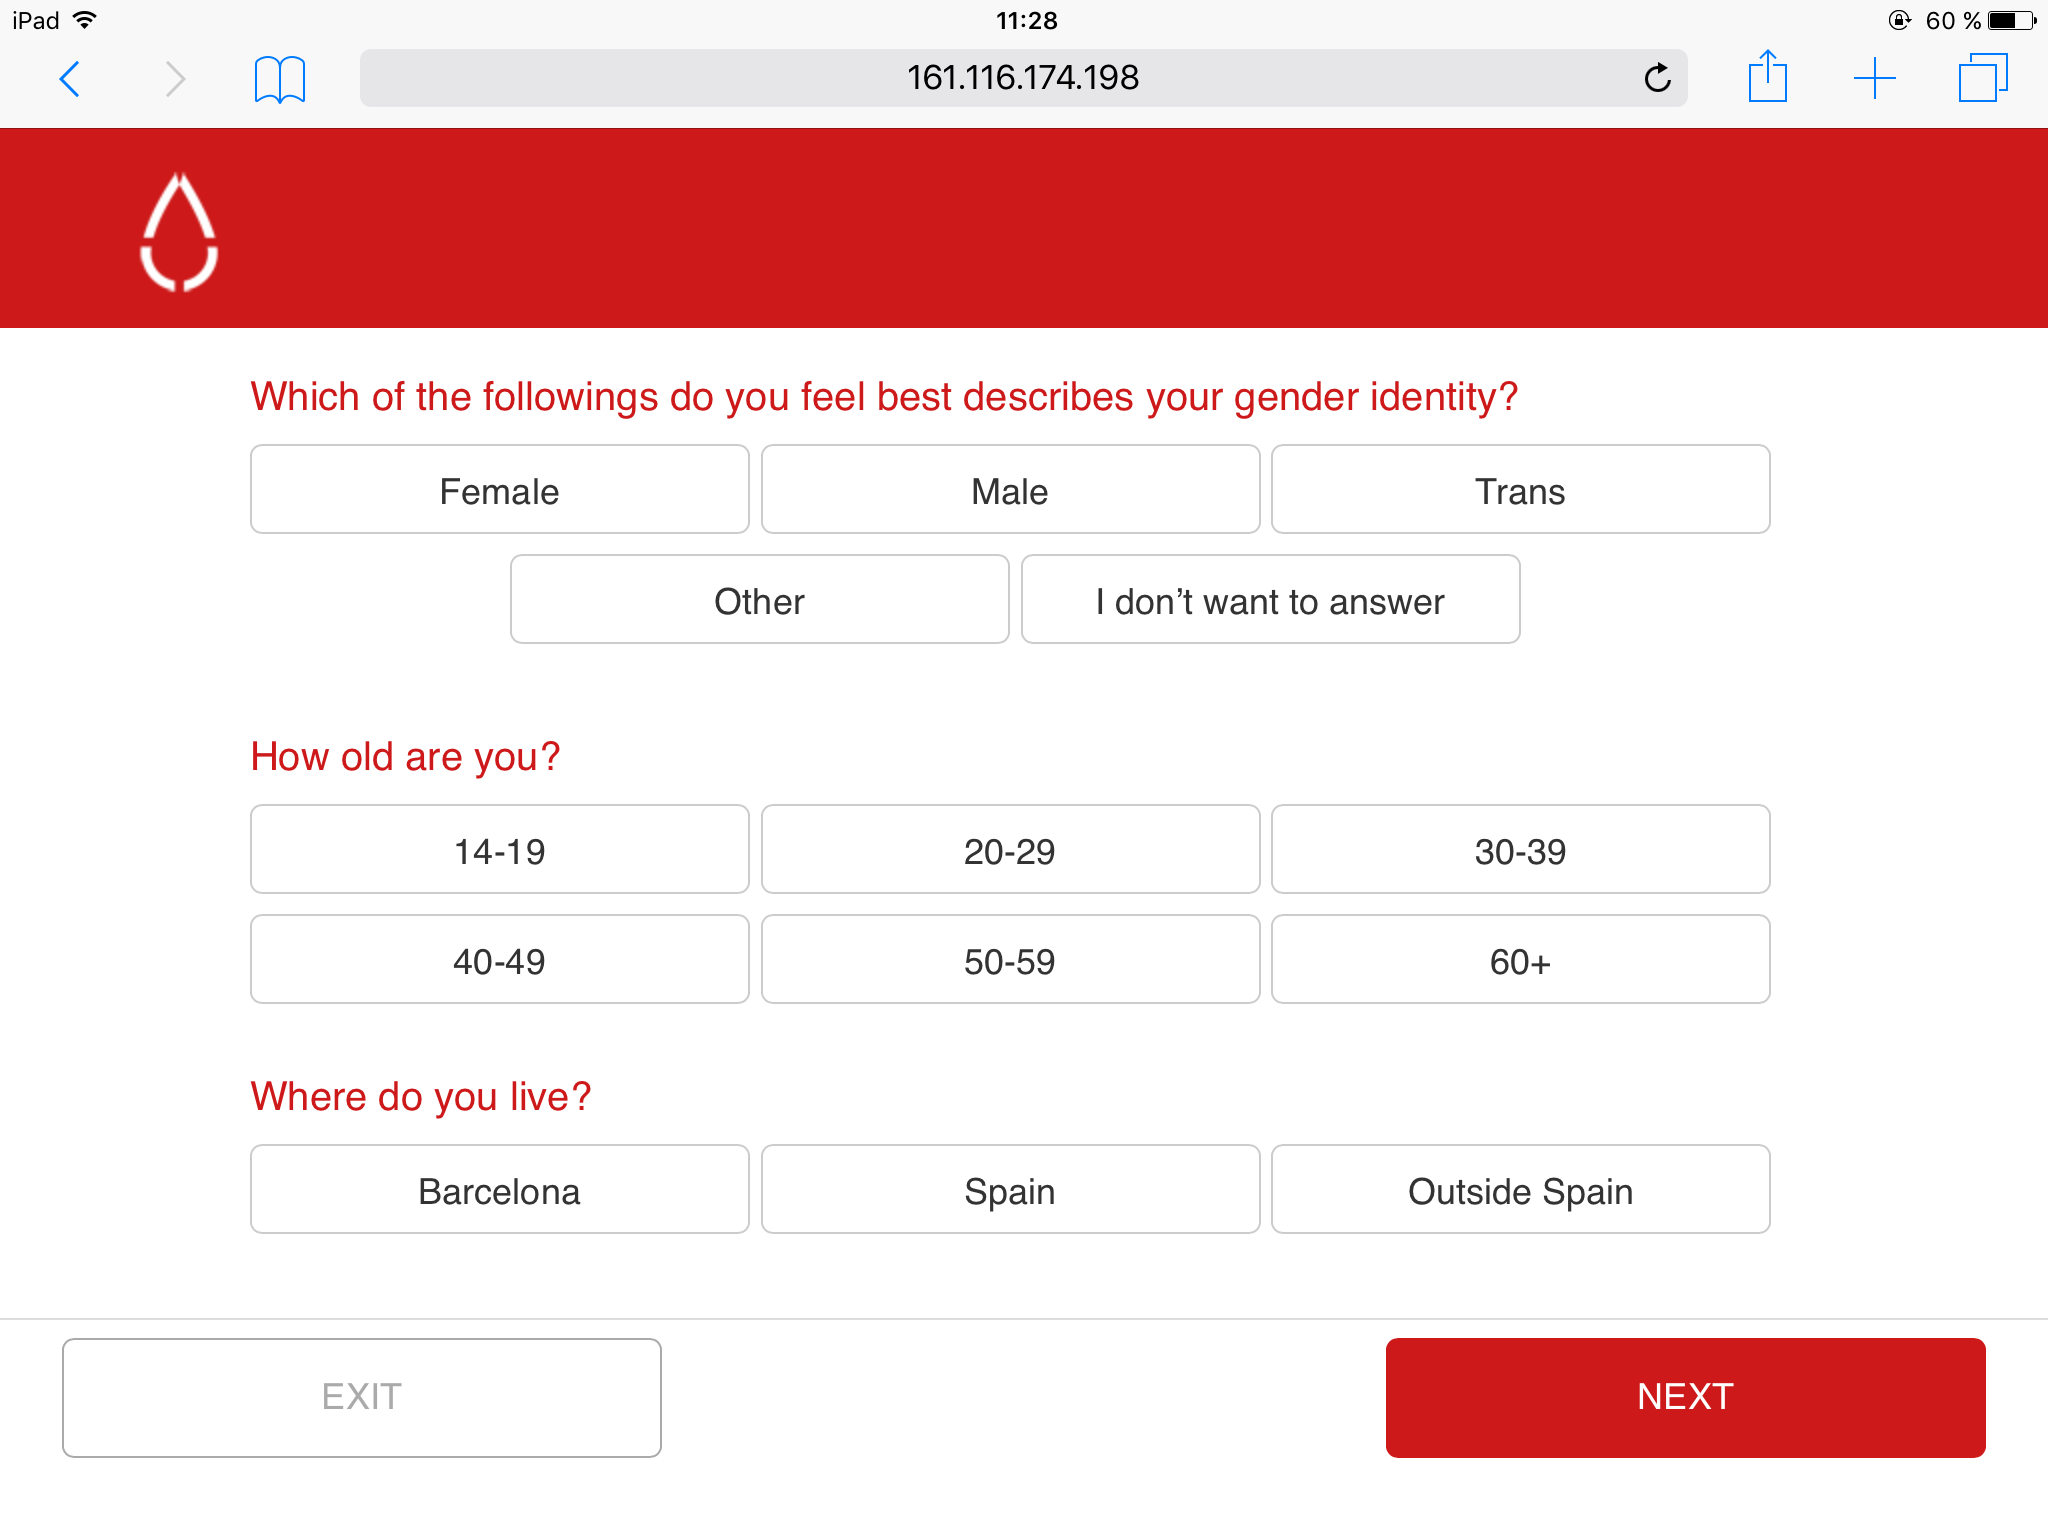 iPad 11:28 60 %
161.116.174.198
Which of the followings do you feel best describes your gender identity?
Female Male Trans
Other I don’t want to answer
How old are you?
14-19 20-29 30-39
40-49 50-59 60+
Where do you live?
Barcelona Spain Outside Spain
EXIT NEXT